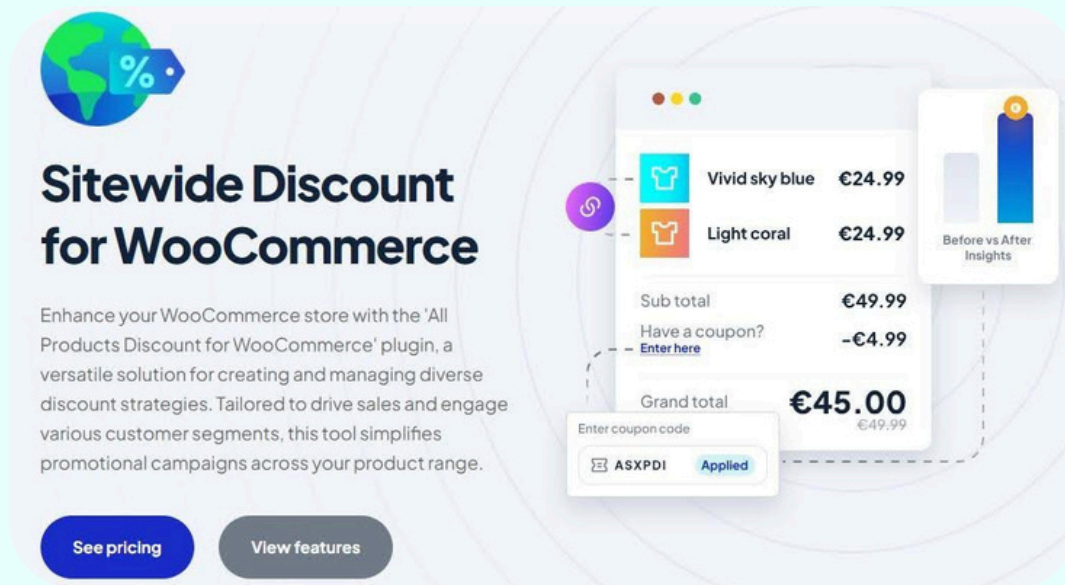 %
Sitewide Discount
for WooCommerce
Enhance your WooCommerce store with the 'All
Products Discount for WooCommerce' plugin, a
versatile solution for creating and managing diverse
discount strategies. Tailored to drive sales and engage
various customer segments, this tool simplifies
promotional campaigns across your product range.
See pricing
View features
Vivid sky blue €24.99
Light coral €24.99
Sub total €49.99
Have a coupon? -€4.99
Enter here
Grand total €45.00
€49.99
Enter coupon code
ASXPDI Applied
Before vs After
Insights